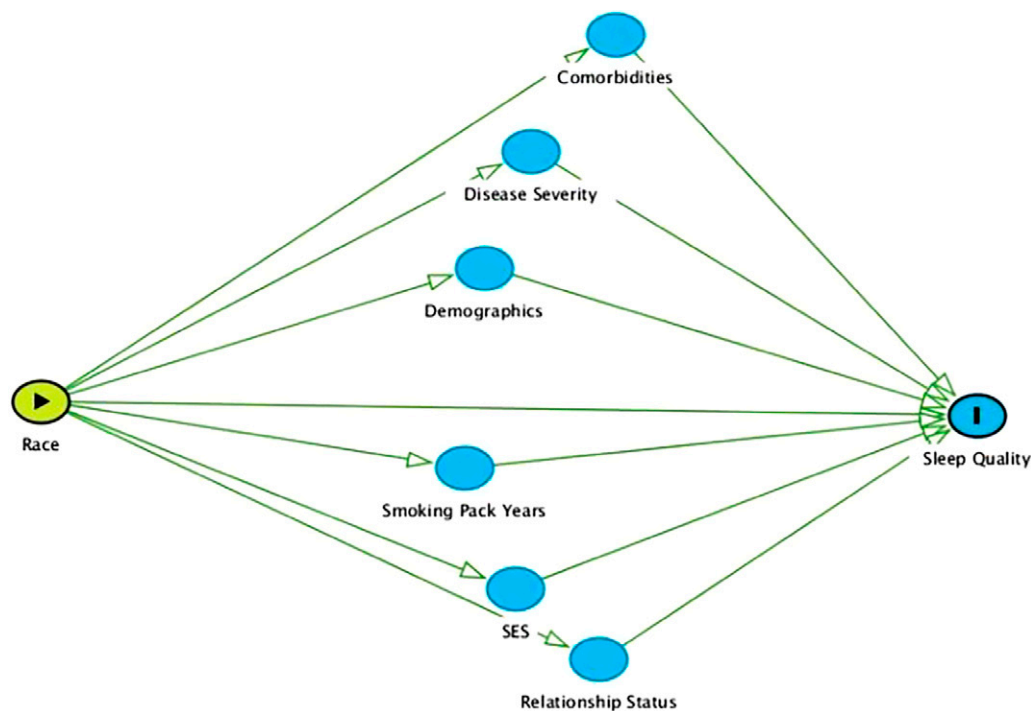 Comorbidities
Disease Severity
Demographics
Race
Sleep Quality
Smoking Pack Years
SES
Relationship Status